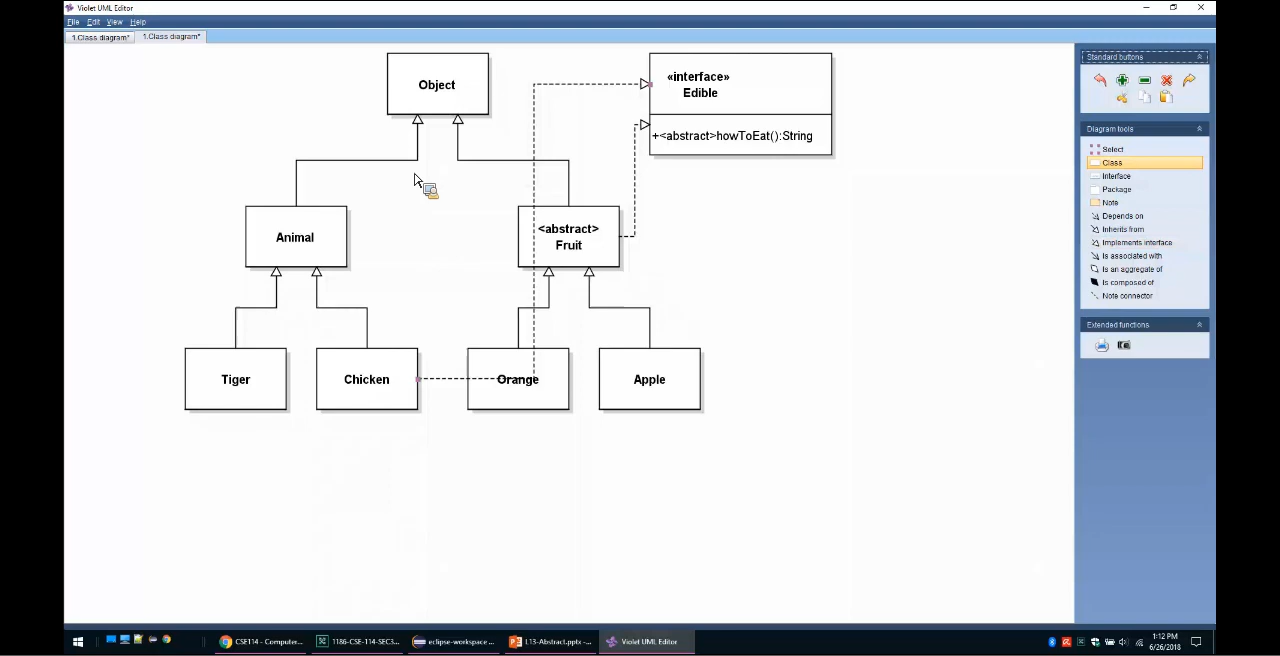 Violet UML Editor
File Edit View Help
1.Class diagram* 1.Class diagram*
Object
«interface»
Edible
+<abstract>howToEat():String
Animal
<abstract>
Fruit
Tiger
Chicken
Orange
Apple
Standard buttons
Diagram tools
Select
Class
Interface
Package
Note
Depends on
Inherits from
Implements interface
Is associated with
Is an aggregate of
Is composed of
Note connector
Extended functions
CSE114 - Computer...
1186-CSE-114-SEC3...
eclipse-workspace ...
L13-Abstract.pptx -...
Violet UML Editor
1:12 PM
6/26/2018